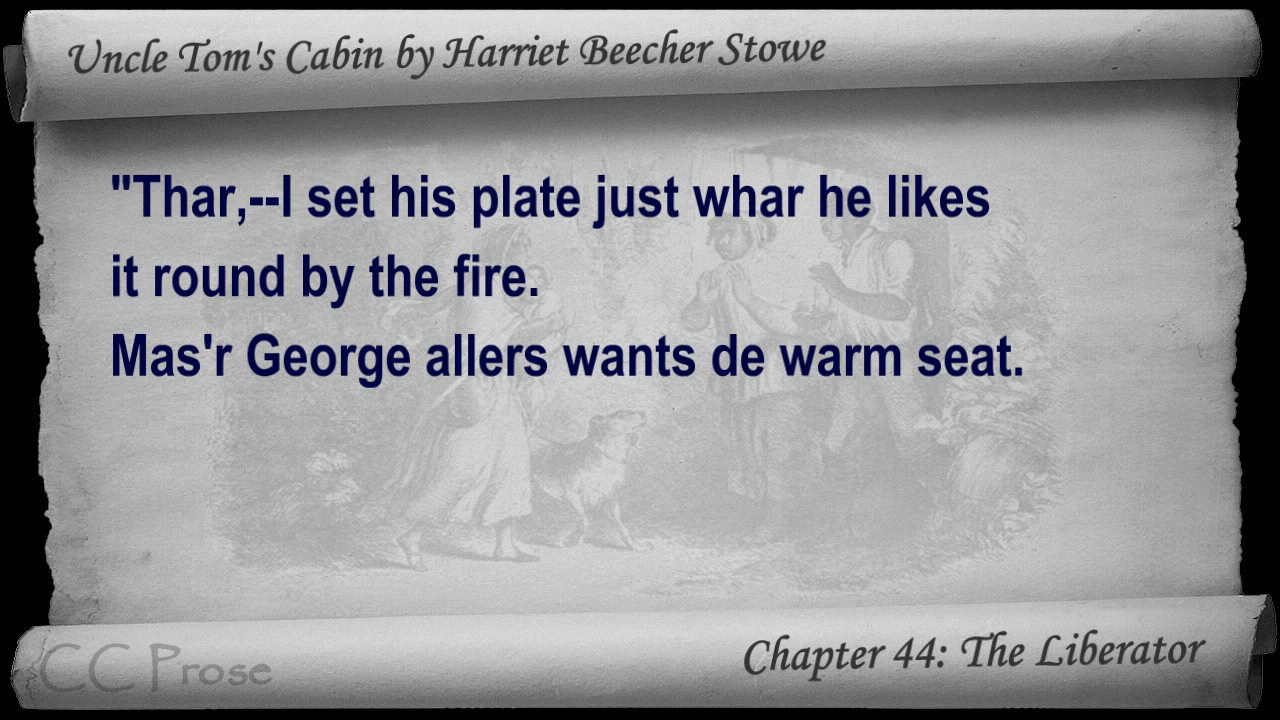 Uncle Tom's Cabin by Harriet Beecher Stowe
"Thar,--I set his plate just whar he likes
it round by the fire.
Mas'r George allers wants de warm seat.
CC Prose
Chapter 44: The Liberator